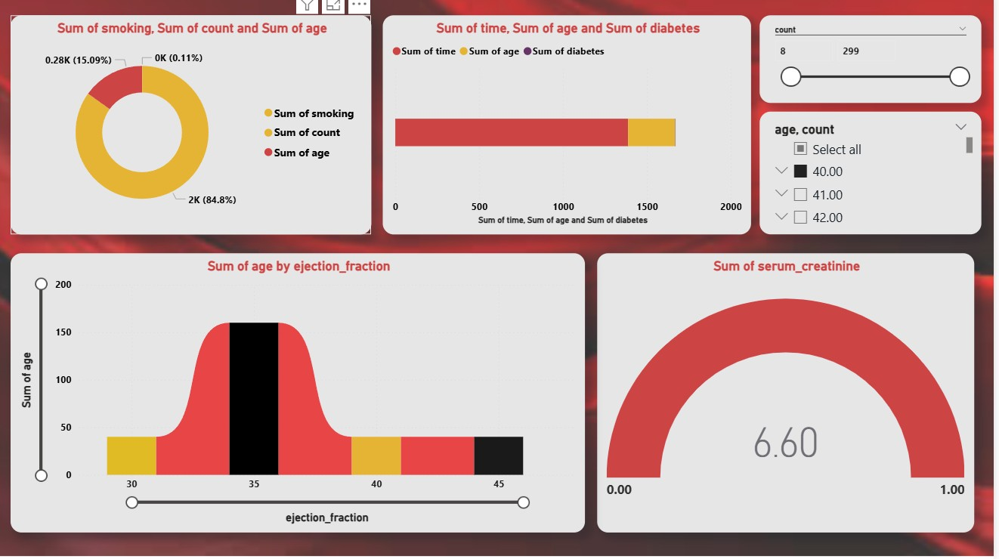 Sum of smoking, Sum of count and Sum of age
0.28K (15.09%)
0K (0.11%)
2K (84.8%)
Sum of smoking
Sum of count
Sum of age
Sum of time, Sum of age and Sum of diabetes
Sum of time Sum of age Sum of diabetes
0 500 1000 1500 2000
Sum of time, Sum of age and Sum of diabetes
count
8 299
age, count
Select all
40.00
41.00
42.00
Sum of age by ejection_fraction
Sum of age
200
150
100
50
0
30 35 40 45
ejection_fraction
Sum of serum_creatinine
6.60
0.00 1.00